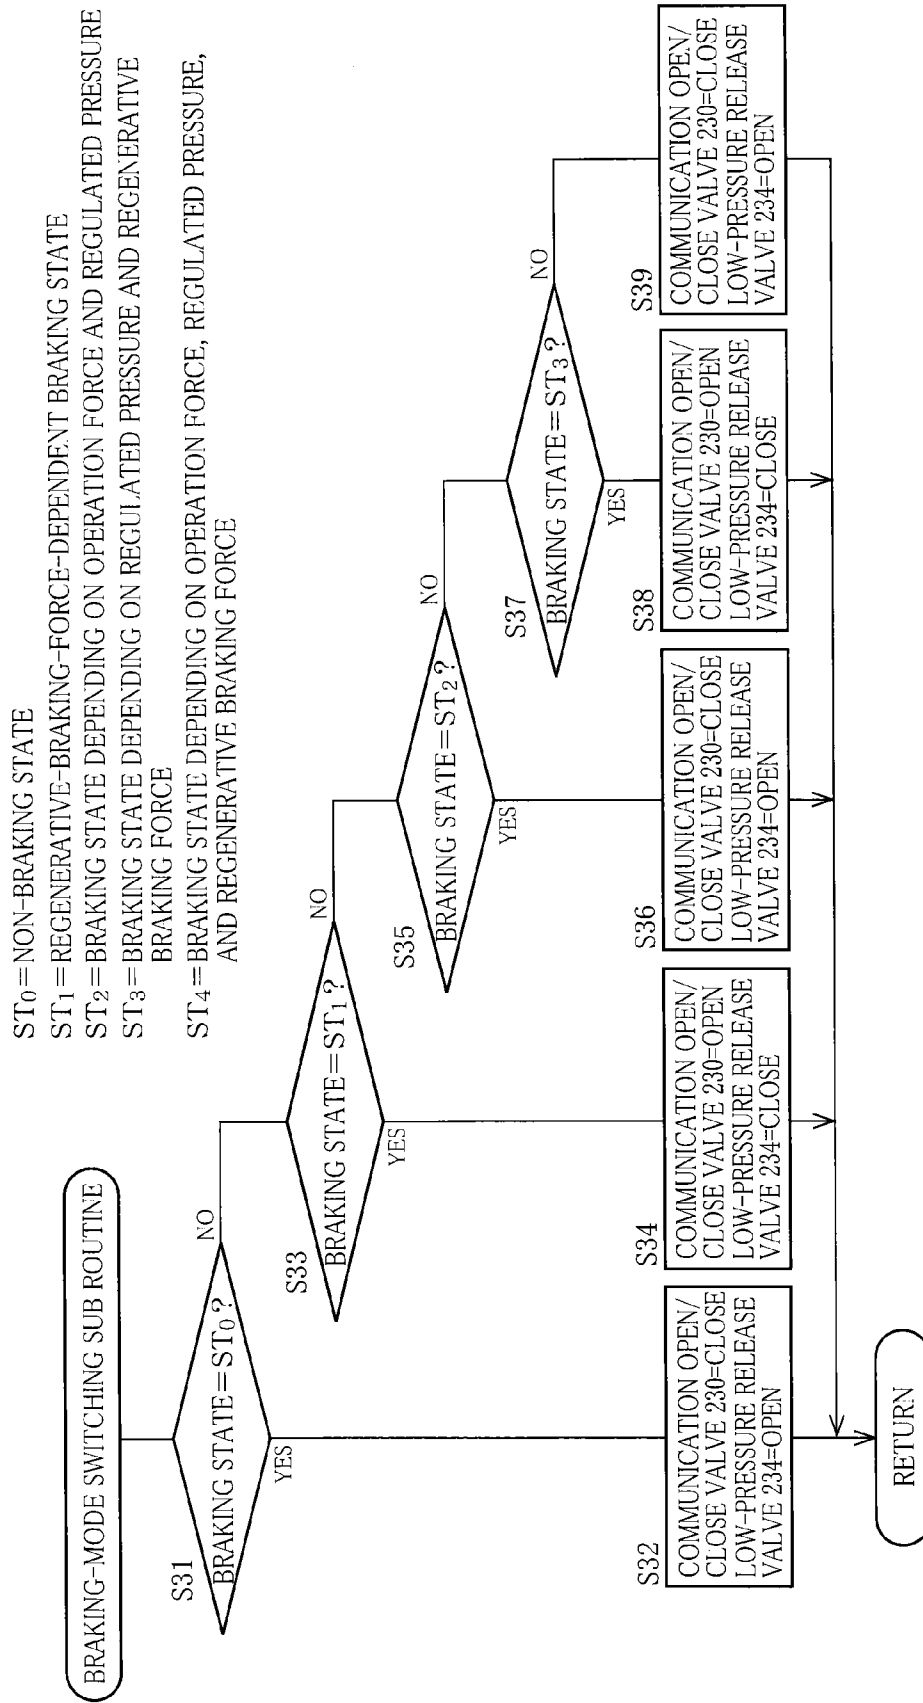 ST0=NON-BRAKING STATE
ST1=REGENERATIVE-BRAKING-FORCE-DEPENDENT BRAKING STATE
ST2=BRAKING STATE DEPENDING ON OPERATION FORCE AND REGULATED PRESSURE
ST3=BRAKING STATE DEPENDING ON REGULATED PRESSURE AND REGENERATIVE
BRAKING FORCE
ST4=BRAKING STATE DEPENDING ON OPERATION FORCE, REGULATED PRESSURE,
AND REGENERATIVE BRAKING FORCE
BRAKING-MODE SWITCHING SUB ROUTINE
S31
BRAKING STATE=ST0?
NO
YES
S33
BRAKING STATE=ST1?
NO
YES
S35
BRAKING STATE=ST2?
NO
YES
S37
BRAKING STATE=ST3?
NO
YES
S32
COMMUNICATION OPEN/
CLOSE VALVE 230=CLOSE
LOW-PRESSURE RELEASE
VALVE 234=OPEN
S34
COMMUNICATION OPEN/
CLOSE VALVE 230=OPEN
LOW-PRESSURE RELEASE
VALVE 234=CLOSE
S36
COMMUNICATION OPEN/
CLOSE VALVE 230=CLOSE
LOW-PRESSURE RELEASE
VALVE 234=OPEN
S38
COMMUNICATION OPEN/
CLOSE VALVE 230=OPEN
LOW-PRESSURE RELEASE
VALVE 234=CLOSE
S39
COMMUNICATION OPEN/
CLOSE VALVE 230=CLOSE
LOW-PRESSURE RELEASE
VALVE 234=OPEN
RETURN